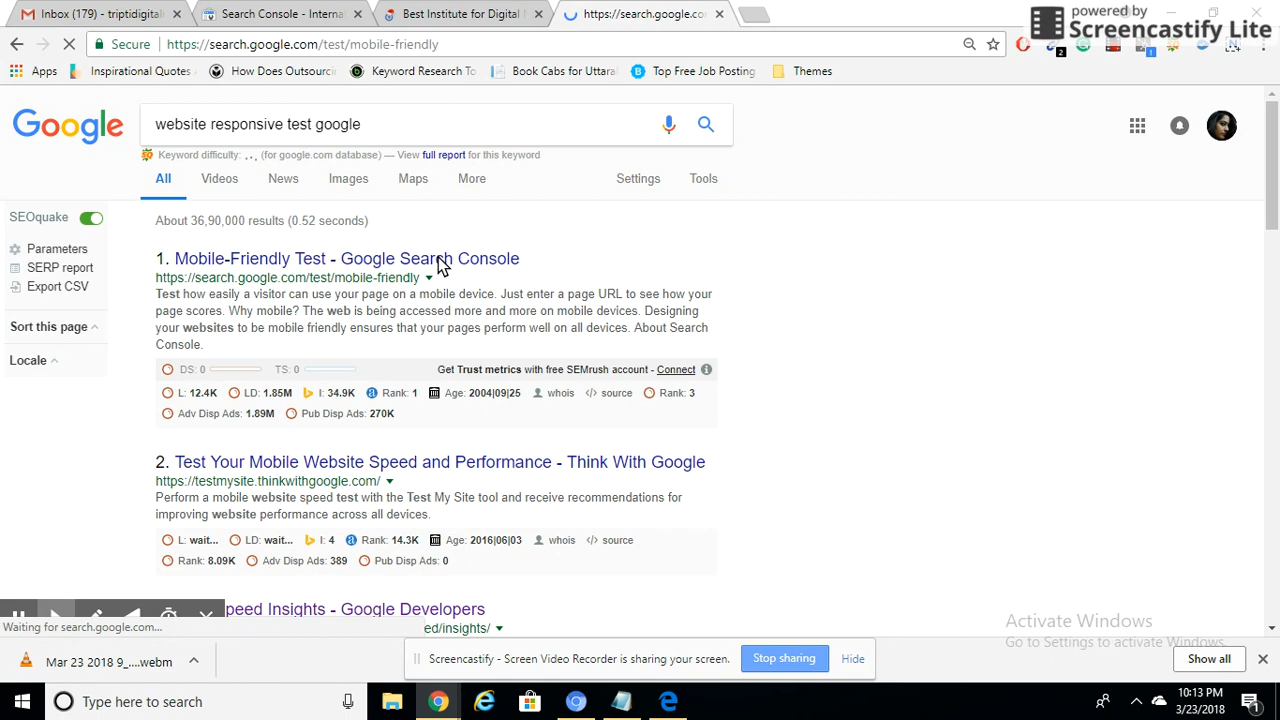 Inbox (179) - triptidigital
Search Console - Intern
Best Institute for Digital M
https://search.google.co
powered by
Screencastify Lite
Secure
https://search.google.com/test/mobile-friendly
Apps
Inspirational Quotes
How Does Outsourci
Keyword Research To
Book Cabs for Uttara
Top Free Job Posting
Themes
Google
website responsive test google
Keyword difficulty: . , . (for google.com database) — View full report for this keyword
All
Videos
News
Images
Maps
More
Settings
Tools
SEOquake
About 36,90,000 results (0.52 seconds)
Parameters
SERP report
Export CSV
Sort this page
Locale
1. Mobile-Friendly Test - Google Search Console
https://search.google.com/test/mobile-friendly
Test how easily a visitor can use your page on a mobile device. Just enter a page URL to see how your
page scores. Why mobile? The web is being accessed more and more on mobile devices. Designing
your websites to be mobile friendly ensures that your pages perform well on all devices. About Search
Console.
DS: 0 TS: 0 Get Trust metrics with free SEMrush account - Connect
L: 12.4K LD: 1.85M I: 34.9K Rank: 1 Age: 2004|09|25 whois source Rank: 3
Adv Disp Ads: 1.89M Pub Disp Ads: 270K
2. Test Your Mobile Website Speed and Performance - Think With Google
https://testmysite.thinkwithgoogle.com/
Perform a mobile website speed test with the Test My Site tool and receive recommendations for
improving website performance across all devices.
L: wait... LD: wait... I: 4 Rank: 14.3K Age: 2016|06|03 whois source
Rank: 8.09K Adv Disp Ads: 389 Pub Disp Ads: 0
peed Insights - Google Developers
ed/insights/
Waiting for search.google.com...
Activate Windows
Go to Settings to activate Windows.
Mar 23 2018 9_....webm
Screencastify - Screen Video Recorder is sharing your screen.
Stop sharing
Hide
Show all
Type here to search
10:13 PM
3/23/2018